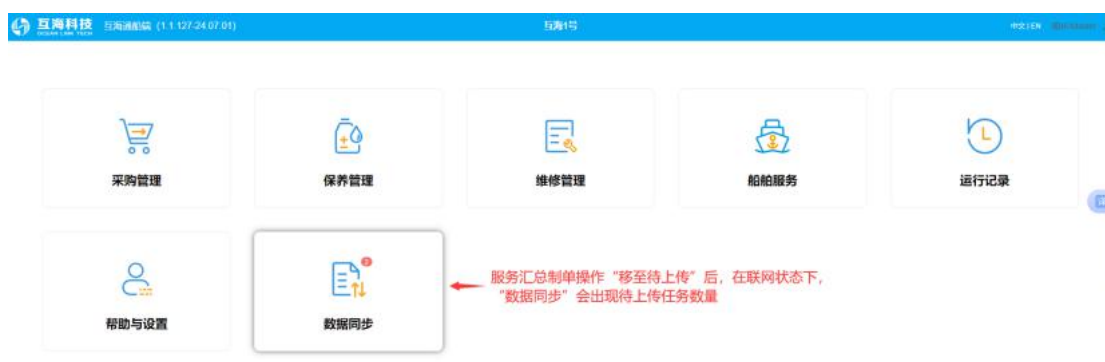 互海科技 互海通船端 (1.1.127-24.07.01) 互海1号 中文 | EN
OCEAN LINK TECH
采购管理 保养管理 维修管理 船舶服务 运行记录
2
服务汇总制单操作“移至待上传”后，在联网状态下，
“数据同步”会出现待上传任务数量
帮助与设置 数据同步